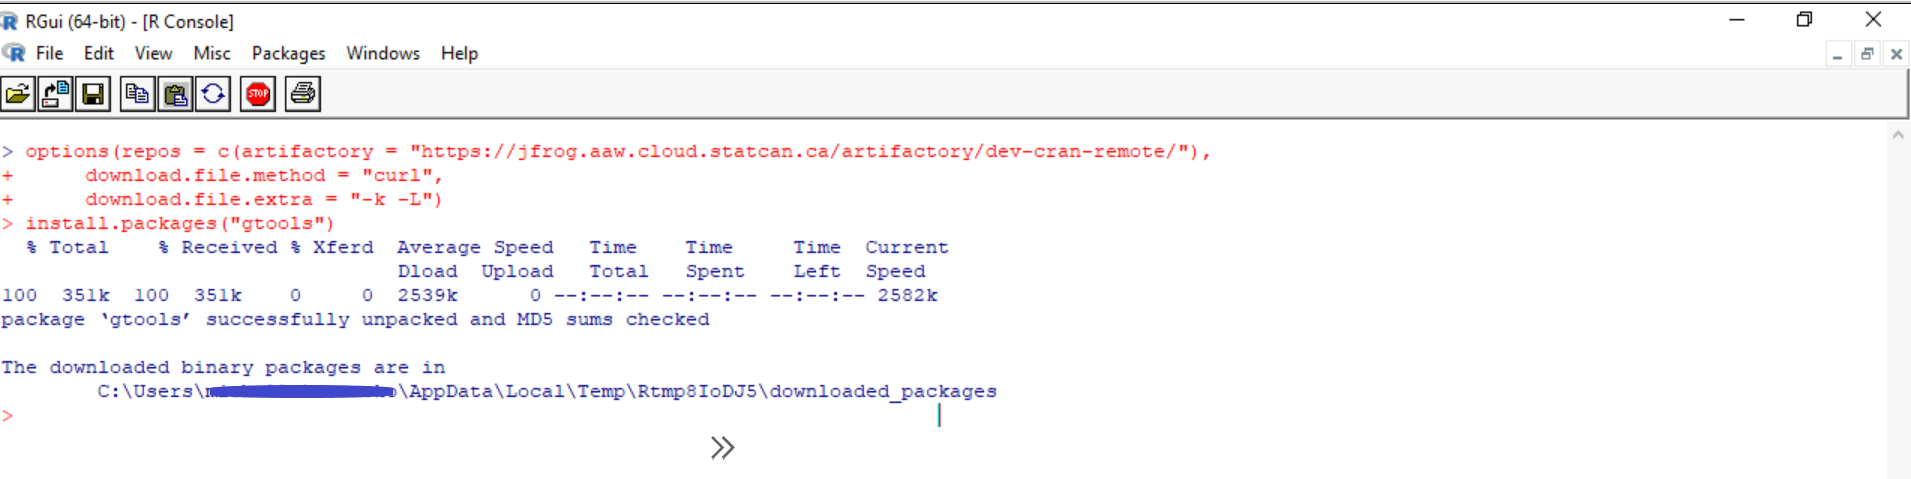 RGui (64-bit) - [R Console]
File Edit View Misc Packages Windows Help
STOP
> options(repos = c(artifactory = "https://jfrog.aaw.cloud.statcan.ca/artifactory/dev-cran-remote/"),
+      download.file.method = "curl",
+      download.file.extra = "-k -L")
> install.packages("gtools")
  % Total    % Received % Xferd  Average Speed   Time    Time     Time  Current
                                 Dload  Upload   Total   Spent    Left  Speed
100  351k  100  351k    0     0  2539k      0 --:--:-- --:--:-- --:--:-- 2582k
package ‘gtools’ successfully unpacked and MD5 sums checked
The downloaded binary packages are in
        C:\Users\ \AppData\Local\Temp\Rtmp8IoDJ5\downloaded_packages
>